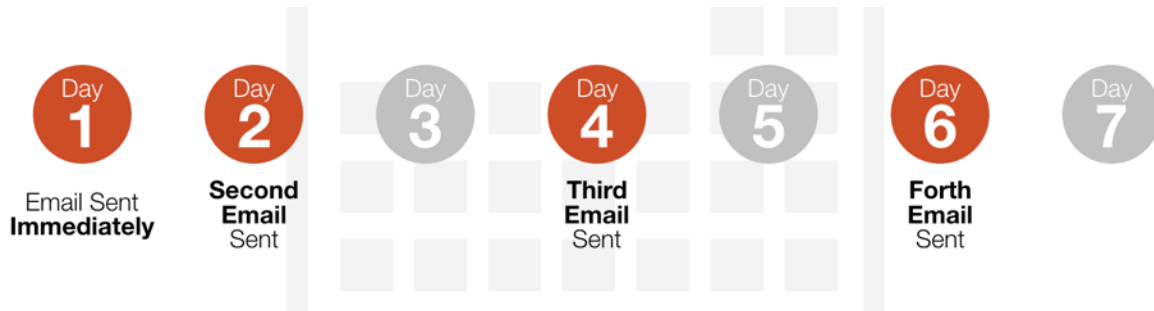 Day
1
Day
2
Day
3
Day
4
Day
5
Day
6
Day
7
Email Sent
Immediately
Second
Email
Sent
Third
Email
Sent
Forth
Email
Sent